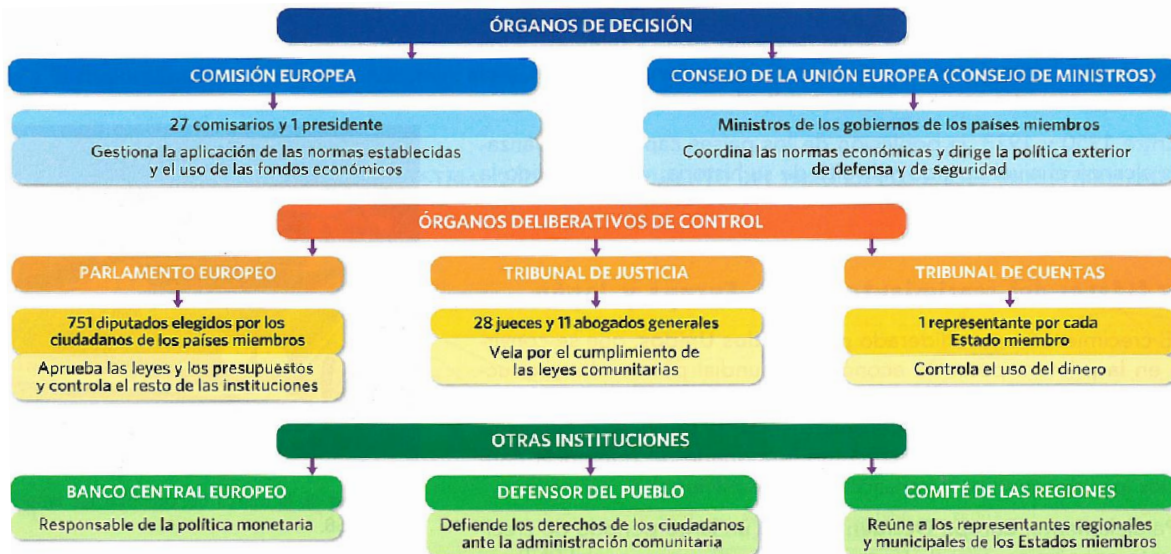 ÓRGANOS DE DECISIÓN
COMISIÓN EUROPEA
27 comisarios y 1 presidente
Gestiona la aplicación de las normas establecidas
y el uso de las fondos económicos
CONSEJO DE LA UNIÓN EUROPEA (CONSEJO DE MINISTROS)
Ministros de los gobiernos de los países miembros
Coordina las normas económicas y dirige la política exterior
de defensa y de seguridad
ÓRGANOS DELIBERATIVOS DE CONTROL
PARLAMENTO EUROPEO
751 diputados elegidos por los
ciudadanos de los países miembros
Aprueba las leyes y los presupuestos
y controla el resto de las instituciones
TRIBUNAL DE JUSTICIA
28 jueces y 11 abogados generales
Vela por el cumplimiento de
las leyes comunitarias
TRIBUNAL DE CUENTAS
1 representante por cada
Estado miembro
Controla el uso del dinero
OTRAS INSTITUCIONES
BANCO CENTRAL EUROPEO
Responsable de la política monetaria
DEFENSOR DEL PUEBLO
Defiende los derechos de los ciudadanos
ante la administración comunitaria
COMITÉ DE LAS REGIONES
Reúne a los representantes regionales
y municipales de los Estados miembros